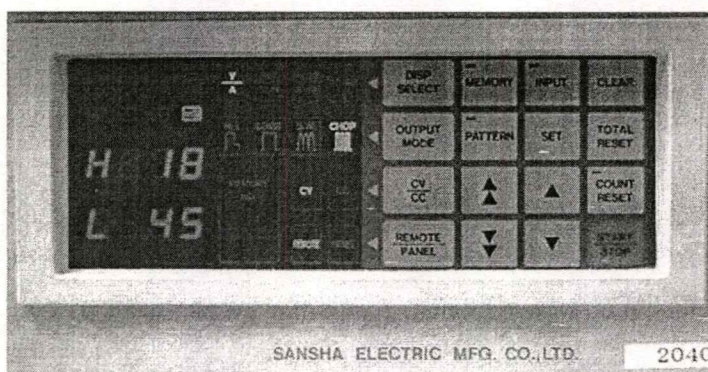 V
A
DISP SELECT
MEMORY
INPUT
CLEAR
CHOP
OUTPUT MODE
PATTERN
SET
TOTAL RESET
H 18
CV
CV
CC
COUNT RESET
L 45
REMOTE
REMOTE
PANEL
START
STOP
SANSHA ELECTRIC MFG. CO.,LTD.
2040